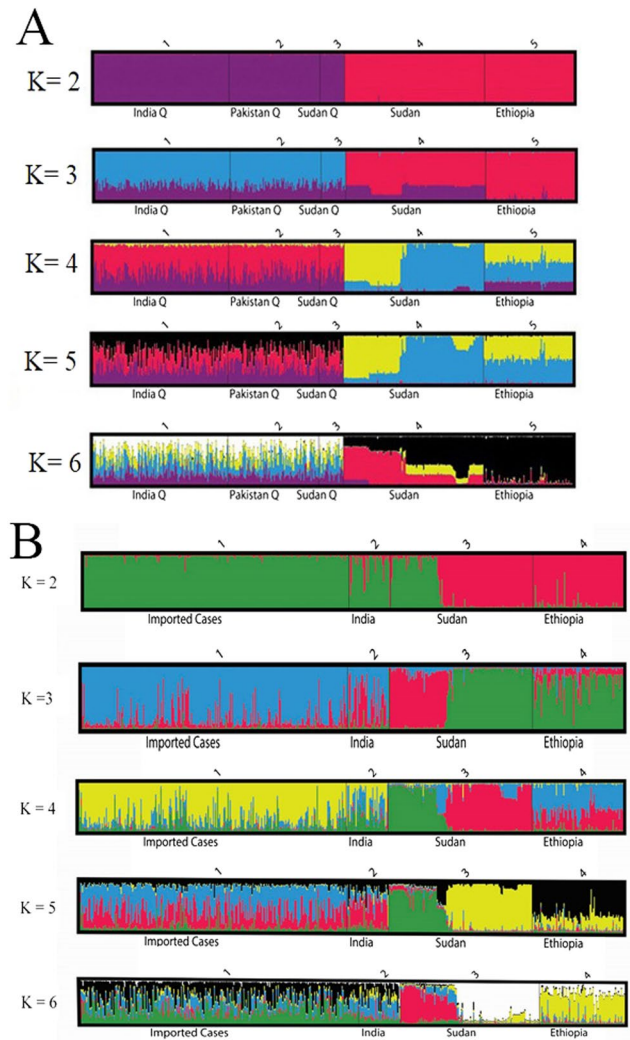 A
1 2 3 4 5
K= 2
India Q Pakistan Q Sudan Q Sudan Ethiopia
1 2 3 4 5
K= 3
India Q Pakistan Q Sudan Q Sudan Ethiopia
1 2 3 4 5
K= 4
India Q Pakistan Q Sudan Q Sudan Ethiopia
1 2 3 4 5
K= 5
India Q Pakistan Q Sudan Q Sudan Ethiopia
1 2 3 4 5
K= 6
India Q Pakistan Q Sudan Q Sudan Ethiopia
B
1 2 3 4
K = 2
Imported Cases India Sudan Ethiopia
1 2 3 4
K =3
Imported Cases India Sudan Ethiopia
1 2 3 4
K = 4
Imported Cases India Sudan Ethiopia
1 2 3 4
K = 5
Imported Cases India Sudan Ethiopia
1 2 3 4
K = 6
Imported Cases India Sudan Ethiopia